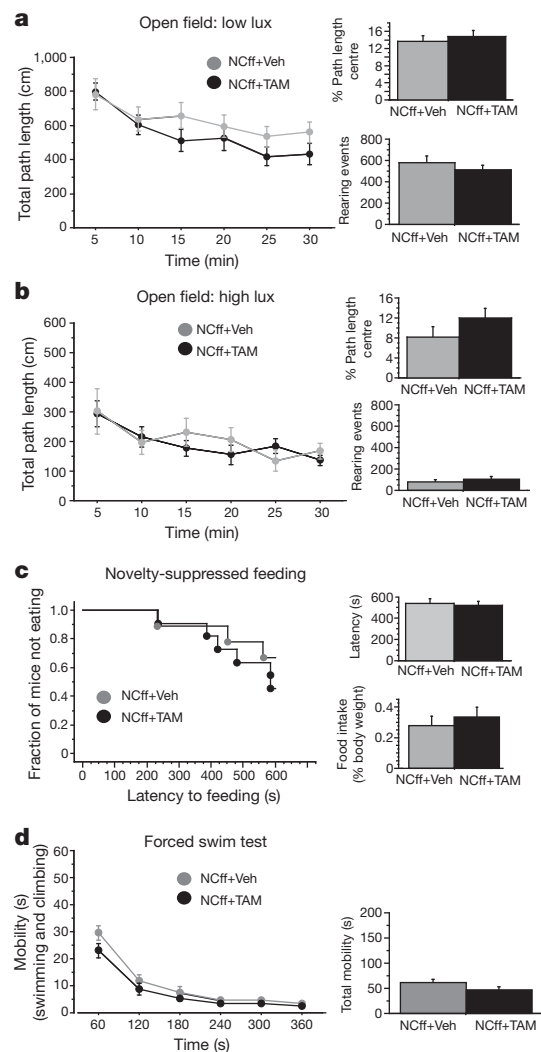 a
Open field: low lux
Total path length (cm)
1,000
800
600
400
200
0
NCff+Veh
NCff+TAM
5 10 15 20 25 30
Time (min)
% Path length
centre
16
12
8
4
0
NCff+Veh NCff+TAM
Rearing events
800
600
400
200
0
NCff+Veh NCff+TAM
b
Open field: high lux
Total path length (cm)
600
500
400
300
200
100
0
NCff+Veh
NCff+TAM
5 10 15 20 25 30
Time (min)
% Path length
centre
16
12
8
4
0
NCff+Veh NCff+TAM
Rearing events
800
600
400
200
0
NCff+Veh NCff+TAM
c
Novelty-suppressed feeding
Fraction of mice not eating
1.0
0.8
0.6
0.4
0.2
0
NCff+Veh
NCff+TAM
0 100 200 300 400 500 600
Latency to feeding (s)
Latency (s)
600
400
200
0
NCff+Veh NCff+TAM
Food intake
(% body weight)
0.4
0.2
0
NCff+Veh NCff+TAM
d
Forced swim test
Mobility (s)
(swimming and climbing)
60
50
40
30
20
10
0
NCff+Veh
NCff+TAM
60 120 180 240 300 360
Time (s)
Total mobility (s)
200
150
100
50
0
NCff+Veh NCff+TAM